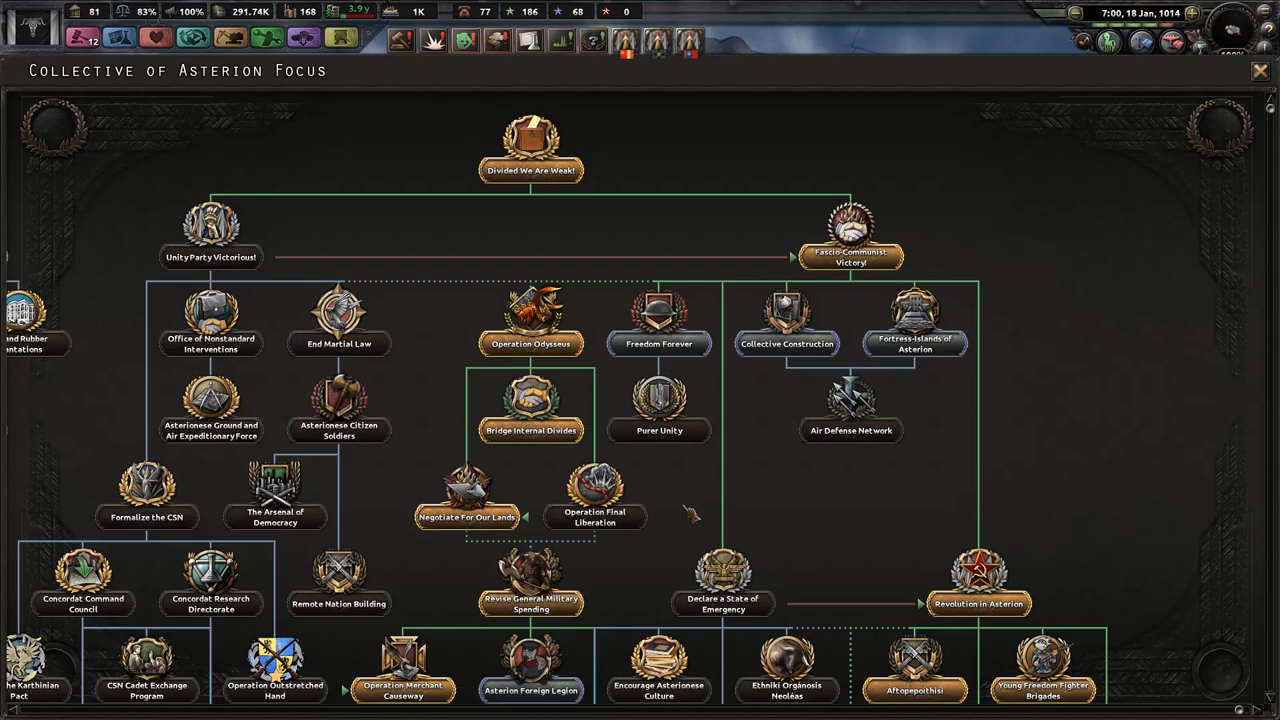 81
83%
100%
291.74K
168
3.9 y
1K
77
186
68
0
7:00, 18 Jan, 1014
12
100%
Collective of Asterion Focus
Divided We Are Weak!
Unity Party Victorious!
Fascio-Communist
Victory!
and Rubber
ntations
Office of Nonstandard
Interventions
End Martial Law
Operation Odysseus
Freedom Forever
Collective Construction
Fortress-Islands of
Asterion
Asterionese Ground and
Air Expeditionary Force
Asterionese Citizen
Soldiers
Bridge Internal Divides
Purer Unity
Air Defense Network
Formalize the CSN
The Arsenal of
Democracy
Negotiate For Our Lands
Operation Final
Liberation
Concordat Command
Council
Concordat Research
Directorate
Remote Nation Building
Revise General Military
Spending
Declare a State of
Emergency
Revolution in Asterion
he Karthinian
Pact
CSN Cadet Exchange
Program
Operation Outstretched
Hand
Operation Merchant
Causeway
Asterion Foreign Legion
Encourage Asterionese
Culture
Ethniki Orgánosis
Neoléas
Aftopepoithisi
Young Freedom Fighter
Brigades